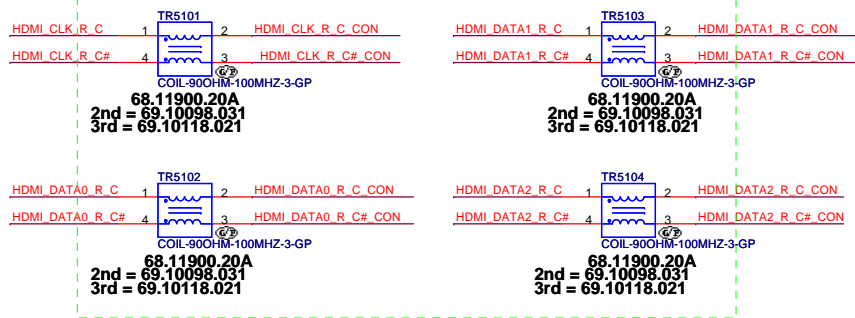 TR5101
HDMI_CLK_R_C 1 2 HDMI_CLK_R_C_CON
HDMI_CLK_R_C# 4 3 HDMI_CLK_R_C#_CON
G/P
COIL-90OHM-100MHZ-3-GP
68.11900.20A
2nd = 69.10098.031
3rd = 69.10118.021
TR5103
HDMI_DATA1_R_C 1 2 HDMI_DATA1_R_C_CON
HDMI_DATA1_R_C# 4 3 HDMI_DATA1_R_C#_CON
G/P
COIL-90OHM-100MHZ-3-GP
68.11900.20A
2nd = 69.10098.031
3rd = 69.10118.021
TR5102
HDMI_DATA0_R_C 1 2 HDMI_DATA0_R_C_CON
HDMI_DATA0_R_C# 4 3 HDMI_DATA0_R_C#_CON
G/P
COIL-90OHM-100MHZ-3-GP
68.11900.20A
2nd = 69.10098.031
3rd = 69.10118.021
TR5104
HDMI_DATA2_R_C 1 2 HDMI_DATA2_R_C_CON
HDMI_DATA2_R_C# 4 3 HDMI_DATA2_R_C#_CON
G/P
COIL-90OHM-100MHZ-3-GP
68.11900.20A
2nd = 69.10098.031
3rd = 69.10118.021